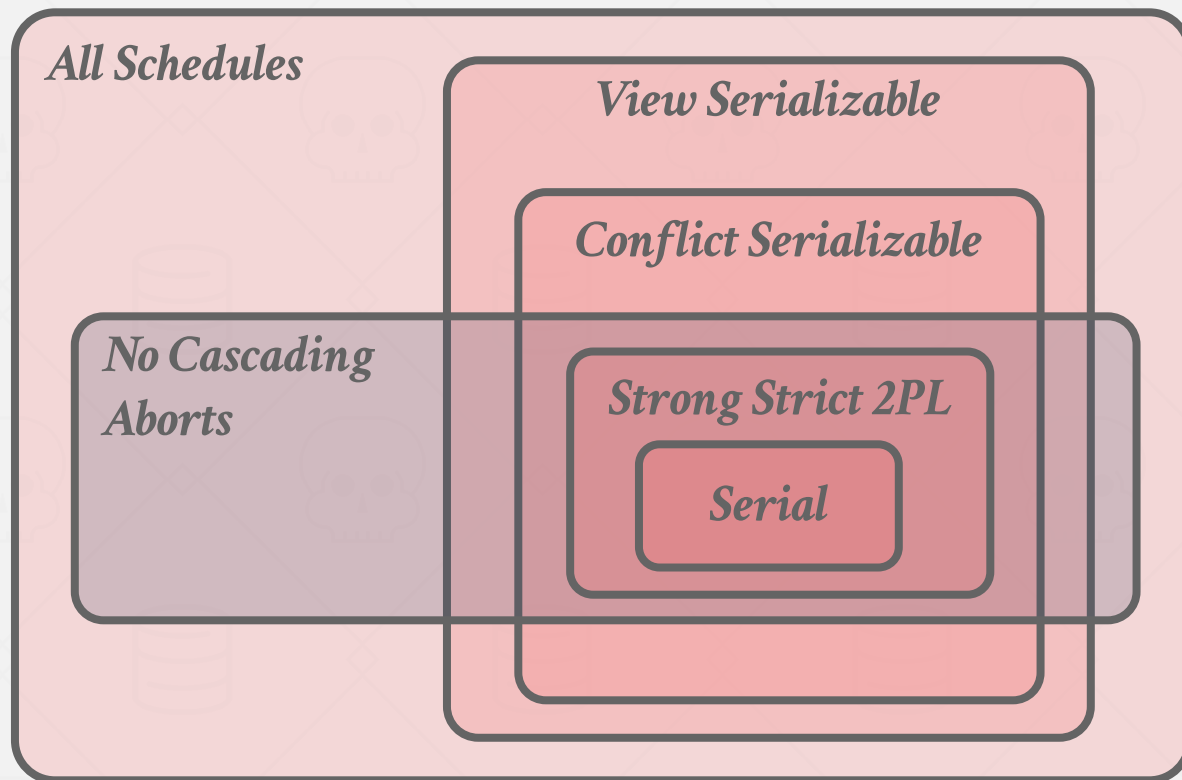 All Schedules
View Serializable
Conflict Serializable
No Cascading
Aborts
Strong Strict 2PL
Serial